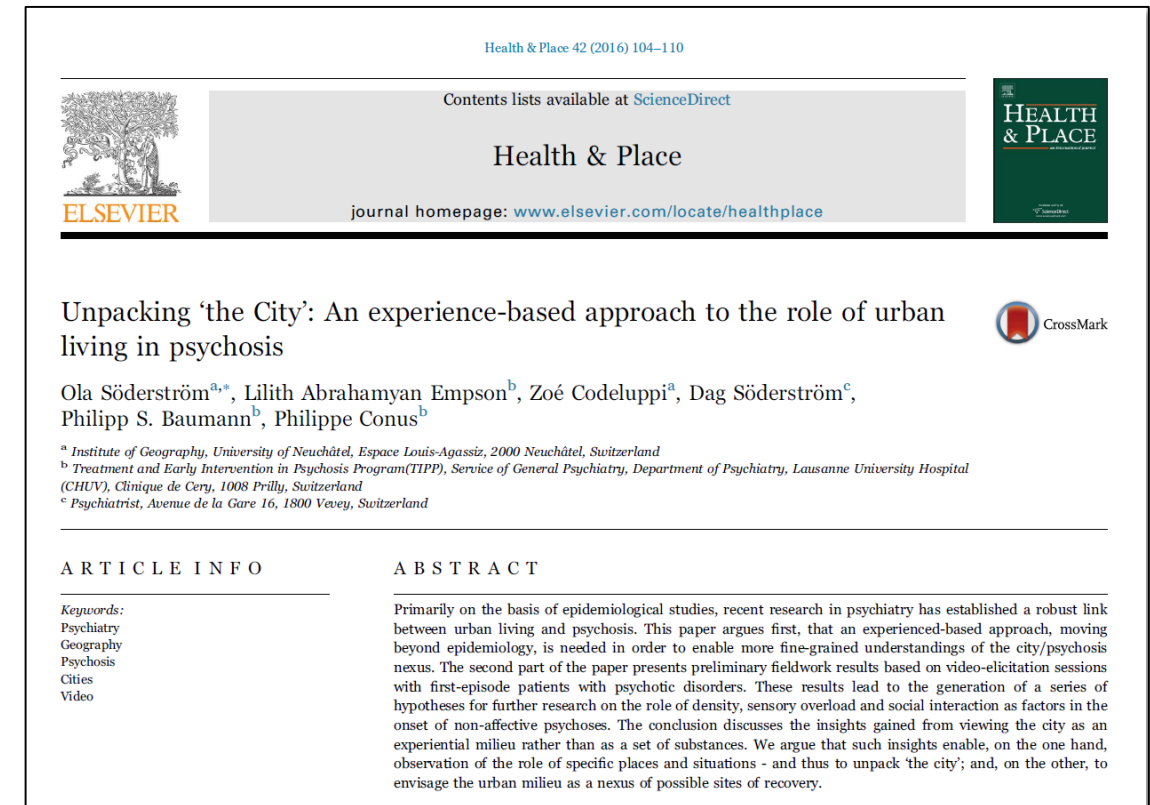 Health & Place 42 (2016) 104–110
Contents lists available at ScienceDirect
Health & Place
journal homepage: www.elsevier.com/locate/healthplace
ELSEVIER
HEALTH
& PLACE
Unpacking ‘the City’: An experience-based approach to the role of urban
living in psychosis
CrossMark
Ola Söderström a,*, Lilith Abrahamyan Empson b, Zoé Codeluppi a, Dag Söderström c,
Philipp S. Baumann b, Philippe Conus b
a Institute of Geography, University of Neuchâtel, Espace Louis-Agassiz, 2000 Neuchâtel, Switzerland
b Treatment and Early Intervention in Psychosis Program(TIPP), Service of General Psychiatry, Department of Psychiatry, Lausanne University Hospital
(CHUV), Clinique de Cery, 1008 Prilly, Switzerland
c Psychiatrist, Avenue de la Gare 16, 1800 Vevey, Switzerland
ARTICLE INFO
Keywords:
Psychiatry
Geography
Psychosis
Cities
Video
ABSTRACT
Primarily on the basis of epidemiological studies, recent research in psychiatry has established a robust link
between urban living and psychosis. This paper argues first, that an experienced-based approach, moving
beyond epidemiology, is needed in order to enable more fine-grained understandings of the city/psychosis
nexus. The second part of the paper presents preliminary fieldwork results based on video-elicitation sessions
with first-episode patients with psychotic disorders. These results lead to the generation of a series of
hypotheses for further research on the role of density, sensory overload and social interaction as factors in the
onset of non-affective psychoses. The conclusion discusses the insights gained from viewing the city as an
experiential milieu rather than as a set of substances. We argue that such insights enable, on the one hand,
observation of the role of specific places and situations - and thus to unpack ‘the city’; and, on the other, to
envisage the urban milieu as a nexus of possible sites of recovery.